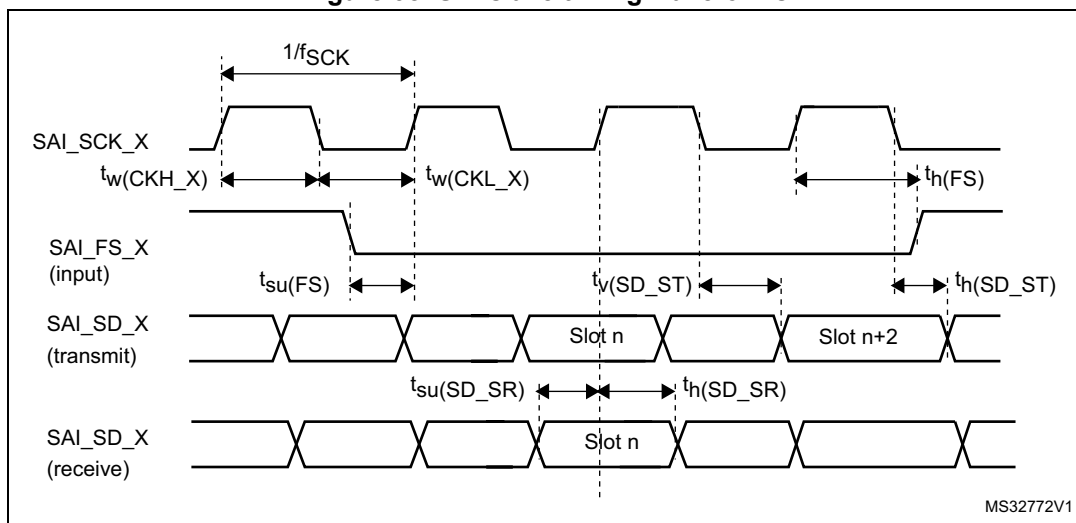 1/fSCK
SAI_SCK_X
tw(CKH_X)
tw(CKL_X)
th(FS)
SAI_FS_X
(input)
tsu(FS)
tv(SD_ST)
th(SD_ST)
SAI_SD_X
(transmit)
Slot n
Slot n+2
tsu(SD_SR)
th(SD_SR)
SAI_SD_X
(receive)
Slot n
MS32772V1